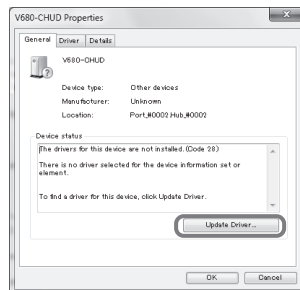 V680-CHUD Properties
x
General Driver Details
V680-CHUD
Device type: Other devices
Manufacturer: Unknown
Location: Port_#0002.Hub_#0002
Device status
The drivers for this device are not installed. (Code 28)
There is no driver selected for the device information set or
element.
To find a driver for this device, click Update Driver.
Update Driver...
OK Cancel